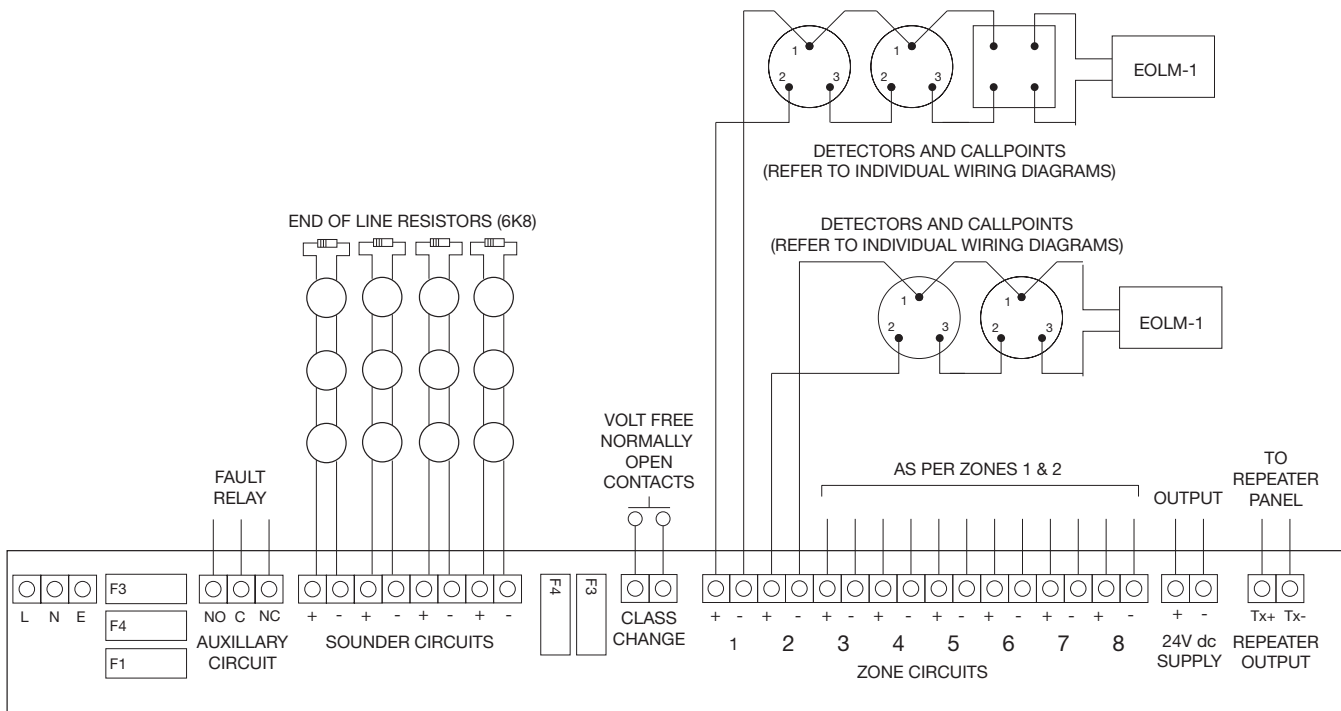 1
2 3
1
2 3
EOLM-1
DETECTORS AND CALLPOINTS
(REFER TO INDIVIDUAL WIRING DIAGRAMS)
END OF LINE RESISTORS (6K8)
DETECTORS AND CALLPOINTS
(REFER TO INDIVIDUAL WIRING DIAGRAMS)
1
2 3
1
2 3
EOLM-1
FAULT
RELAY
VOLT FREE
NORMALLY
OPEN
CONTACTS
AS PER ZONES 1 & 2
OUTPUT
TO
REPEATER
PANEL
L N E
F3
F4
F1
NO C NC
AUXILLARY
CIRCUIT
+ - + - + - + -
SOUNDER CIRCUITS
F4
F3
CLASS
CHANGE
+ - + - + - + - + - + - + - + -
1 2 3 4 5 6 7 8
ZONE CIRCUITS
+ -
24V dc
SUPPLY
Tx+ Tx-
REPEATER
OUTPUT